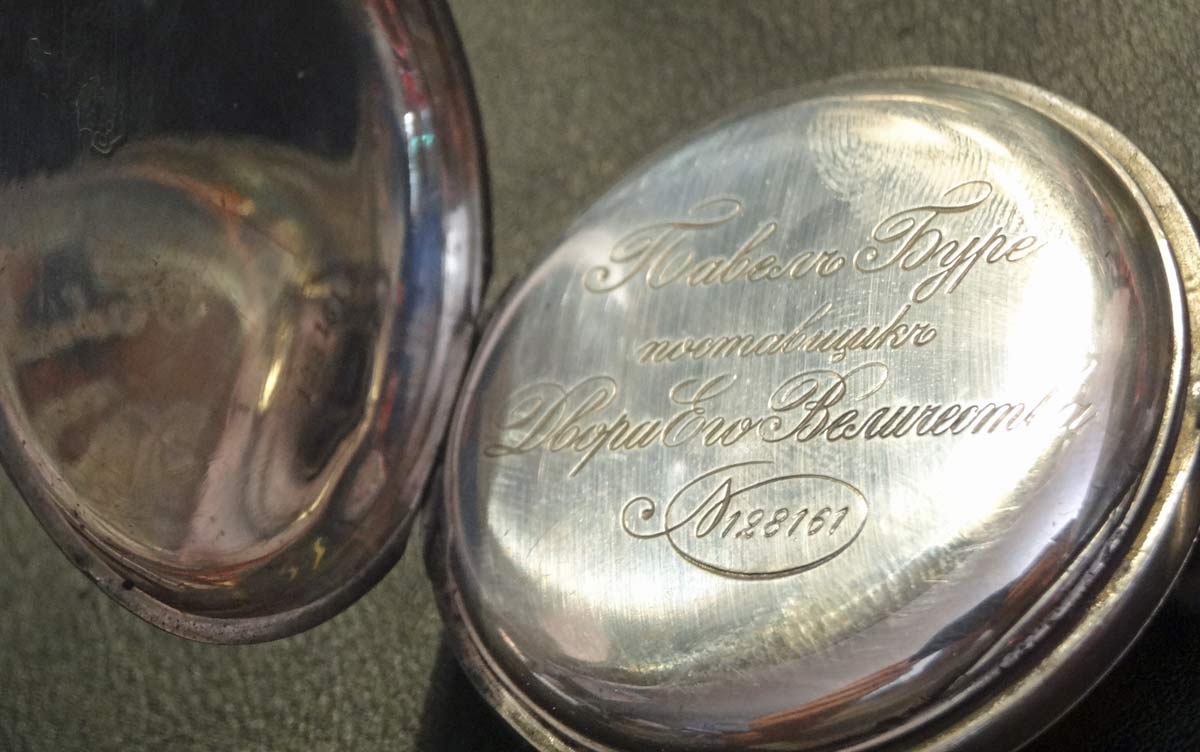 Павелъ Буре
поставщикъ
Двора Его Величества
№128161